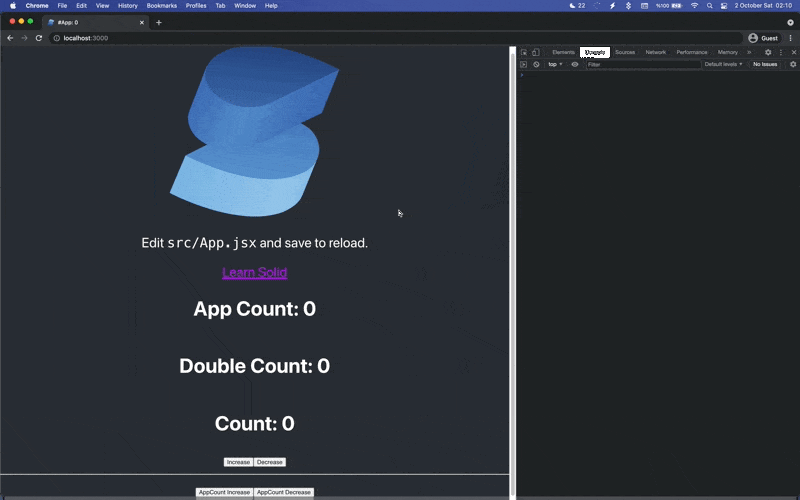 Chrome File Edit View History Bookmarks Profiles Tab Window Help 22 %100 2 October Sat 02:10
#App: 0
localhost:3000 Guest
Elements Sources Network Performance Memory
top Filter Default levels No Issues
Edit src/App.jsx and save to reload.
Learn Solid
App Count: 0
Double Count: 0
Count: 0
Increase Decrease
AppCount Increase AppCount Decrease